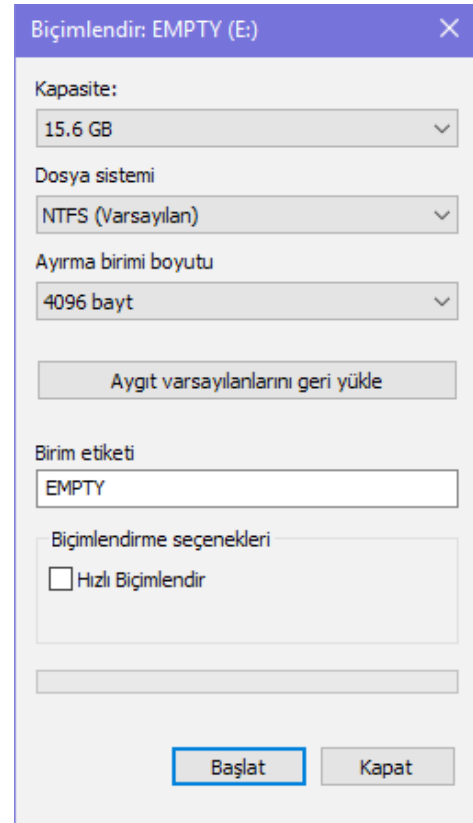 Biçimlendir: EMPTY (E:)
Kapasite:
15.6 GB
Dosya sistemi
NTFS (Varsayılan)
Ayırma birimi boyutu
4096 bayt
Aygıt varsayılanlarını geri yükle
Birim etiketi
EMPTY
Biçimlendirme seçenekleri
Hızlı Biçimlendir
Başlat
Kapat